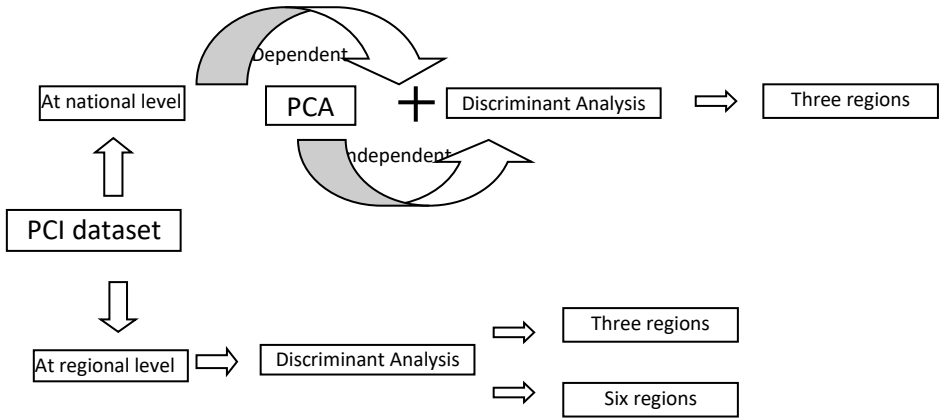 Dependent
At national level
PCA
+
Discriminant Analysis
Three regions
ndependent
PCI dataset
Three regions
At regional level
Discriminant Analysis
Six regions